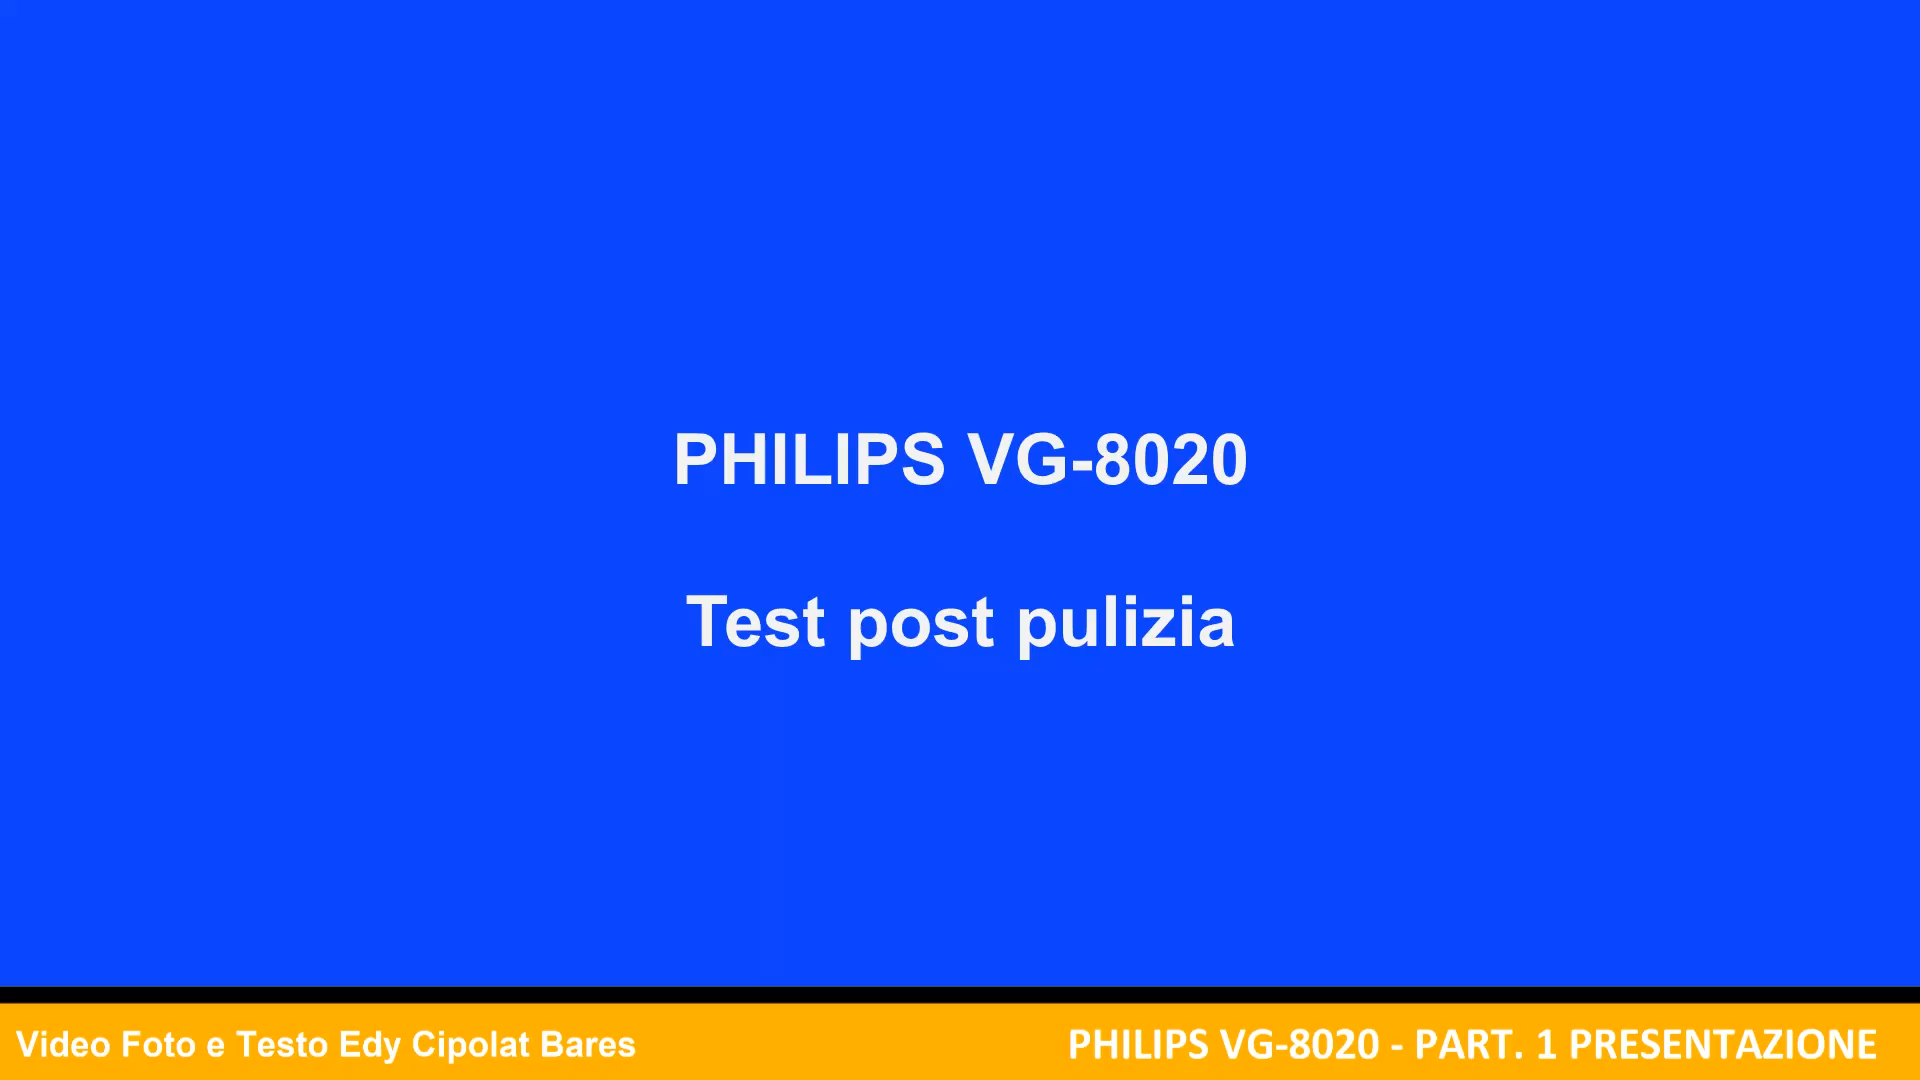 PHILIPS VG-8020
Test post pulizia
Video Foto e Testo Edy Cipolat Bares
PHILIPS VG-8020 - PART. 1 PRESENTAZIONE